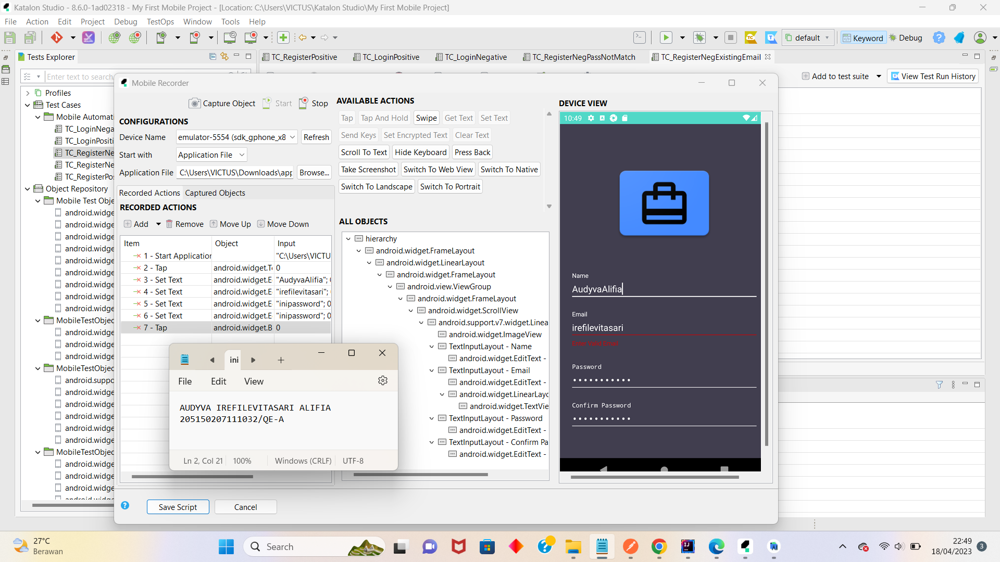 Katalon Studio - 8.6.0-1ad02318 - My First Mobile Project - [Location: C:\Users\VICTUS\Katalon Studio\My First Mobile Project]
File Action Edit Project Debug TestOps Window Tools Help
default Keyword Debug
Tests Explorer
TC_RegisterPositive TC_LoginPositive TC_LoginNegative TC_RegisterNegPassNotMatch TC_RegisterNegExistingEmail
Enter text to search.
Add to test suite View Test Run History
Profiles
Test Cases
Mobile Automati
TC_LoginNega
TC_LoginPositi
TC_RegisterNe
TC_RegisterNe
TC_RegisterPos
Object Repository
Mobile Test Obje
android.widge
android.widge
android.widge
android.widge
android.widge
android.widge
android.widge
android.widge
android.widge
MobileTestObjec
android.widge
android.widge
android.widge
MobileTestObjec
android.suppo
android.widge
android.widge
android.widge
android.widge
android.widge
MobileTestObjec
android.widge
android.widge
android.widge
Mobile Recorder
Capture Object Start Stop
CONFIGURATIONS
Device Name emulator-5554 (sdk_gphone_x8 Refresh
Start with Application File
Application File C:\Users\VICTUS\Downloads\app Browse...
Recorded Actions Captured Objects
RECORDED ACTIONS
Add Remove Move Up Move Down
Item Object Input
1 - Start Application "C:\Users\VICTU
2 - Tap android.widget.Te 0
3 - Set Text android.widget.E "AudyvaAlifia"; 0
4 - Set Text android.widget.E "irefilevitasari";
5 - Set Text android.widget.E "inipassword"; 0
6 - Set Text android.widget.E "inipassword"; 0
7 - Tap android.widget.B 0
AVAILABLE ACTIONS
Tap Tap And Hold Swipe Get Text Set Text
Send Keys Set Encrypted Text Clear Text
Scroll To Text Hide Keyboard Press Back
Take Screenshot Switch To Web View Switch To Native
Switch To Landscape Switch To Portrait
ALL OBJECTS
hierarchy
android.widget.FrameLayout
android.widget.LinearLayout
android.widget.FrameLayout
android.view.ViewGroup
android.widget.FrameLayout
android.widget.ScrollView
android.support.v7.widget.Linea
android.widget.ImageView
TextInputLayout - Name
android.widget.EditText -
TextInputLayout - Email
android.widget.EditText -
android.widget.LinearLayo
android.widget.TextVie
TextInputLayout - Password
android.widget.EditText -
TextInputLayout - Confirm Pa
android.widget.EditText -
DEVICE VIEW
10:49
Name
AudyvaAlifia
Email
irefilevitasari
Enter Valid Email
Password
Confirm Password
ini
File Edit View
AUDYVA IREFILEVITASARI ALIFIA
205150207111032/QE-A
Ln 2, Col 21 100% Windows (CRLF) UTF-8
Save Script Cancel
27°C
Berawan
Search
22:49
18/04/2023 3